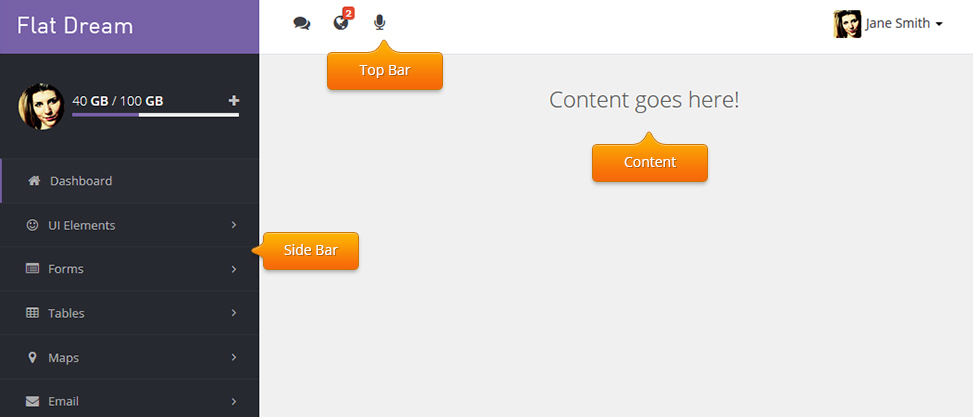 Flat Dream
2
Jane Smith
Top Bar
40 GB / 100 GB
Content goes here!
Content
Dashboard
UI Elements
Side Bar
Forms
Tables
Maps
Email